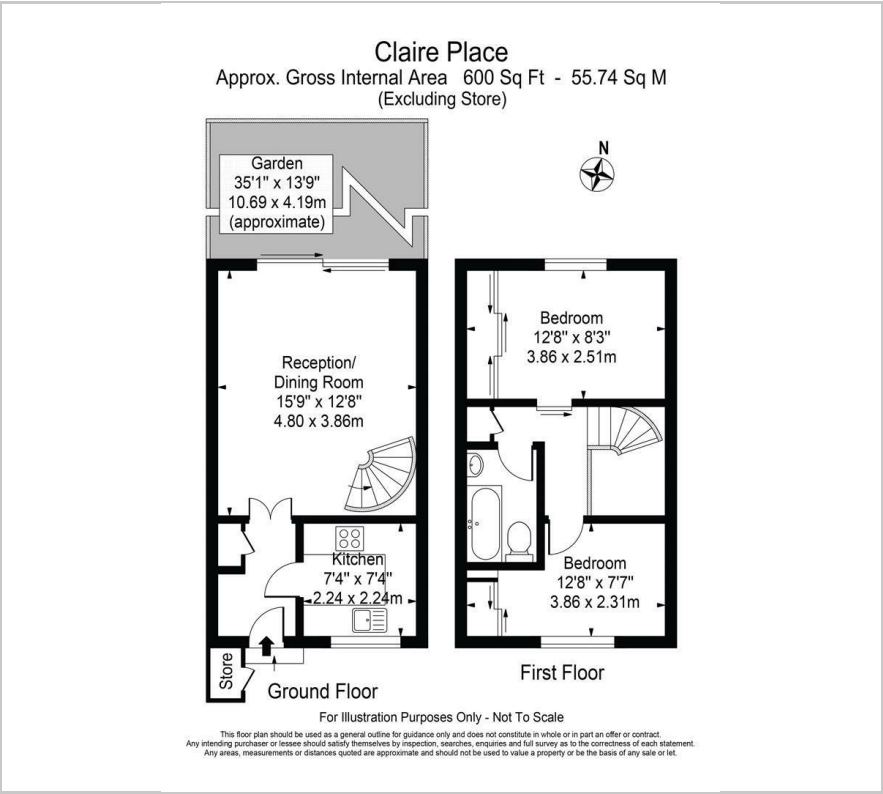 Claire Place
Approx. Gross Internal Area 600 Sq Ft - 55.74 Sq M
(Excluding Store)
N
Garden
35'1" x 13'9"
10.69 x 4.19m
(approximate)
Reception/
Dining Room
15'9" x 12'8"
4.80 x 3.86m
Kitchen
7'4" x 7'4"
2.24 x 2.24m
Store
Ground Floor
Bedroom
12'8" x 8'3"
3.86 x 2.51m
Bedroom
12'8" x 7'7"
3.86 x 2.31m
First Floor
For Illustration Purposes Only - Not To Scale
This floor plan should be used as a general outline for guidance only and does not constitute in whole or in part an offer or contract.
Any intending purchaser or lessee should satisfy themselves by inspection, searches, enquiries and full survey as to the correctness of each statement.
Any areas, measurements or distances quoted are approximate and should not be used to value a property or be the basis of any sale or let.